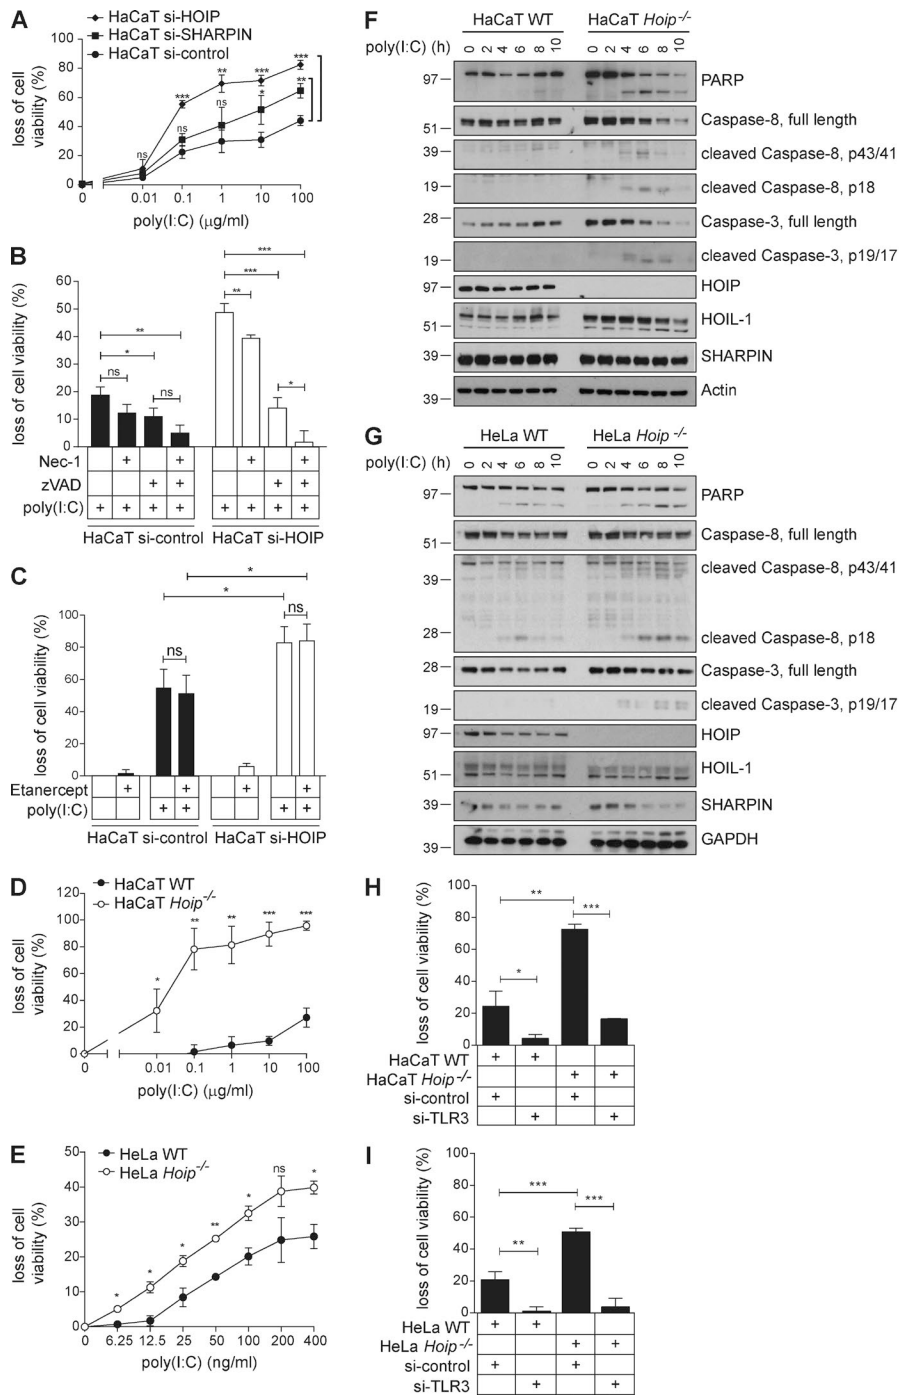 A
HaCaT si-HOIP
HaCaT si-SHARPIN
HaCaT si-control
loss of cell
viability (%)
100
80
60
40
20
0
ns
***
ns
**
ns
***
*
***
**
***
*
0 0.01 0.1 1 10 100
poly(I:C) (µg/ml)
B
loss of cell viability (%)
60
50
40
30
20
10
0
**
*
ns
ns
***
***
**
*
Nec-1 + + + +
zVAD + + + +
poly(I:C) + + + + + + + +
HaCaT si-control HaCaT si-HOIP
C
loss of cell viability (%)
100
80
60
40
20
0
*
*
ns
ns
Etanercept + + + +
poly(I:C) + + + +
HaCaT si-control HaCaT si-HOIP
D
HaCaT WT
HaCaT Hoip -/-
loss of cell
viability (%)
120
100
80
60
40
20
0
* ** ** *** ***
0 0.01 0.1 1 10 100
poly(I:C) (µg/ml)
E
HeLa WT
HeLa Hoip -/-
loss of cell
viability (%)
50
40
30
20
10
0
* * * ** * ns *
0 6.25 12.5 25 50 100 200 400
poly(I:C) (ng/ml)
F
HaCaT WT HaCaT Hoip -/-
poly(I:C) (h) 0 2 4 6 8 10 0 2 4 6 8 10
97 PARP
51 Caspase-8, full length
39 cleaved Caspase-8, p43/41
19 cleaved Caspase-8, p18
28 Caspase-3, full length
19 cleaved Caspase-3, p19/17
97 HOIP
51 HOIL-1
39 SHARPIN
39 Actin
G
HeLa WT HeLa Hoip -/-
poly(I:C) (h) 0 2 4 6 8 10 0 2 4 6 8 10
97 PARP
51 Caspase-8, full length
39 cleaved Caspase-8, p43/41
28 cleaved Caspase-8, p18
28 Caspase-3, full length
19 cleaved Caspase-3, p19/17
97 HOIP
51 HOIL-1
39 SHARPIN
39 GAPDH
H
loss of cell viability (%)
100
80
60
40
20
0
**
*
***
HaCaT WT + +
HaCaT Hoip -/- + +
si-control + +
si-TLR3 + +
I
loss of cell viability (%)
100
80
60
40
20
0
***
**
***
HeLa WT + +
HeLa Hoip -/- + +
si-control + +
si-TLR3 + +